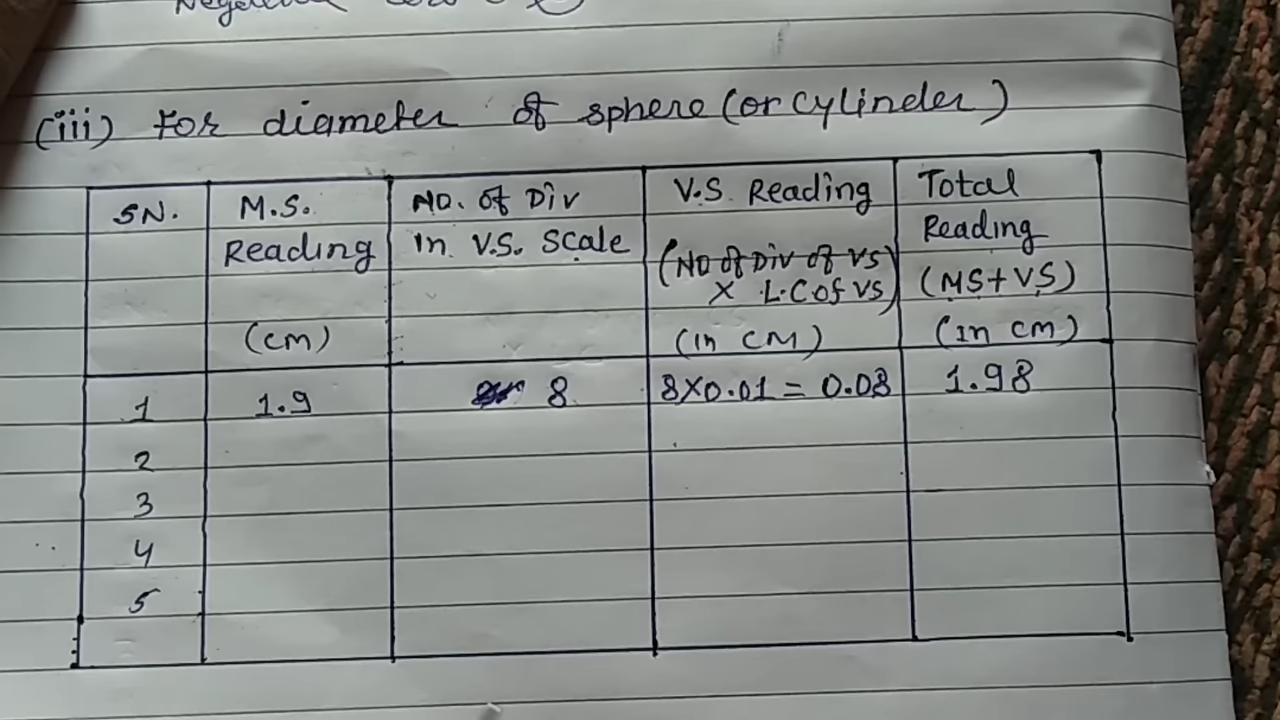 (iii) For diameter of sphere (or cylinder)
SN. M.S. Reading (cm) No. of Div in V.S. Scale V.S. Reading (No of Div of VS X L.C of VS) (in CM) Total Reading (MS+VS) (in cm)
1 1.9 8 8X0.01 = 0.08 1.98
2
3
4
5